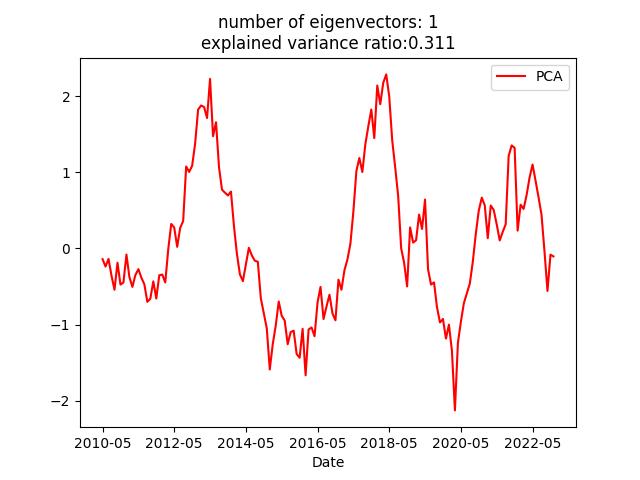 number of eigenvectors: 1
explained variance ratio:0.311
PCA
2
1
0
−1
−2
2010-05 2012-05 2014-05 2016-05 2018-05 2020-05 2022-05
Date